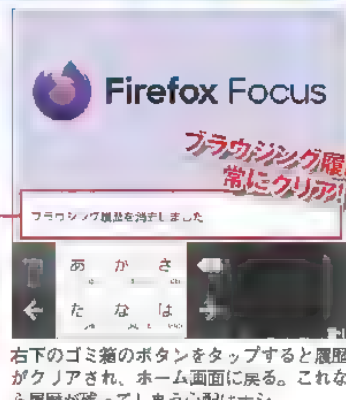 Firefox Focus
ブラウジング履
常にクリア!
ブラウジング履歴を消去しました
あ か さ
た な は
右下のゴミ箱のボタンをタップすると履歴
がクリアされ、ホーム画面に戻る。これな